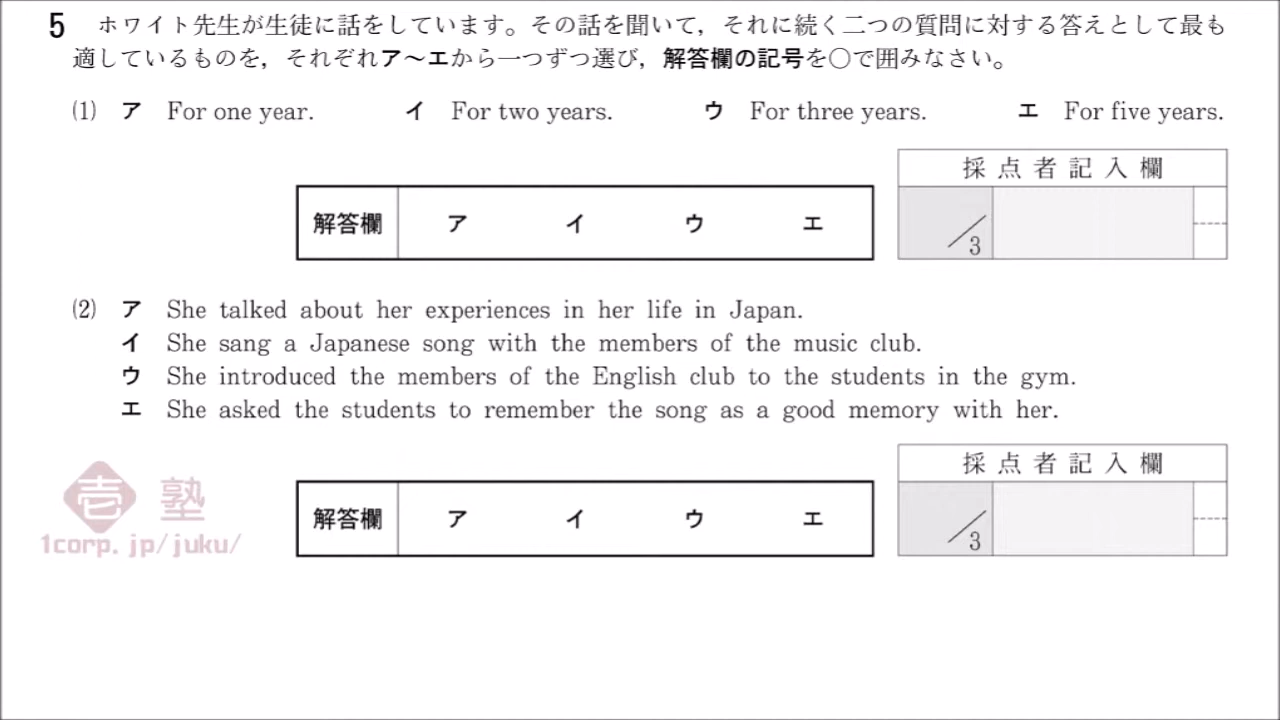 5 ホワイト先生が生徒に話をしています。その話を聞いて，それに続く二つの質問に対する答えとして最も
適しているものを，それぞれア～エから一つずつ選び，解答欄の記号を○で囲みなさい。
(1) ア For one year. イ For two years. ウ For three years. エ For five years.
採点者記入欄
解答欄 ア イ ウ エ
／3
(2) ア She talked about her experiences in her life in Japan.
イ She sang a Japanese song with the members of the music club.
ウ She introduced the members of the English club to the students in the gym.
エ She asked the students to remember the song as a good memory with her.
採点者記入欄
壱塾
解答欄 ア イ ウ エ
／3
1corp.jp/juku/